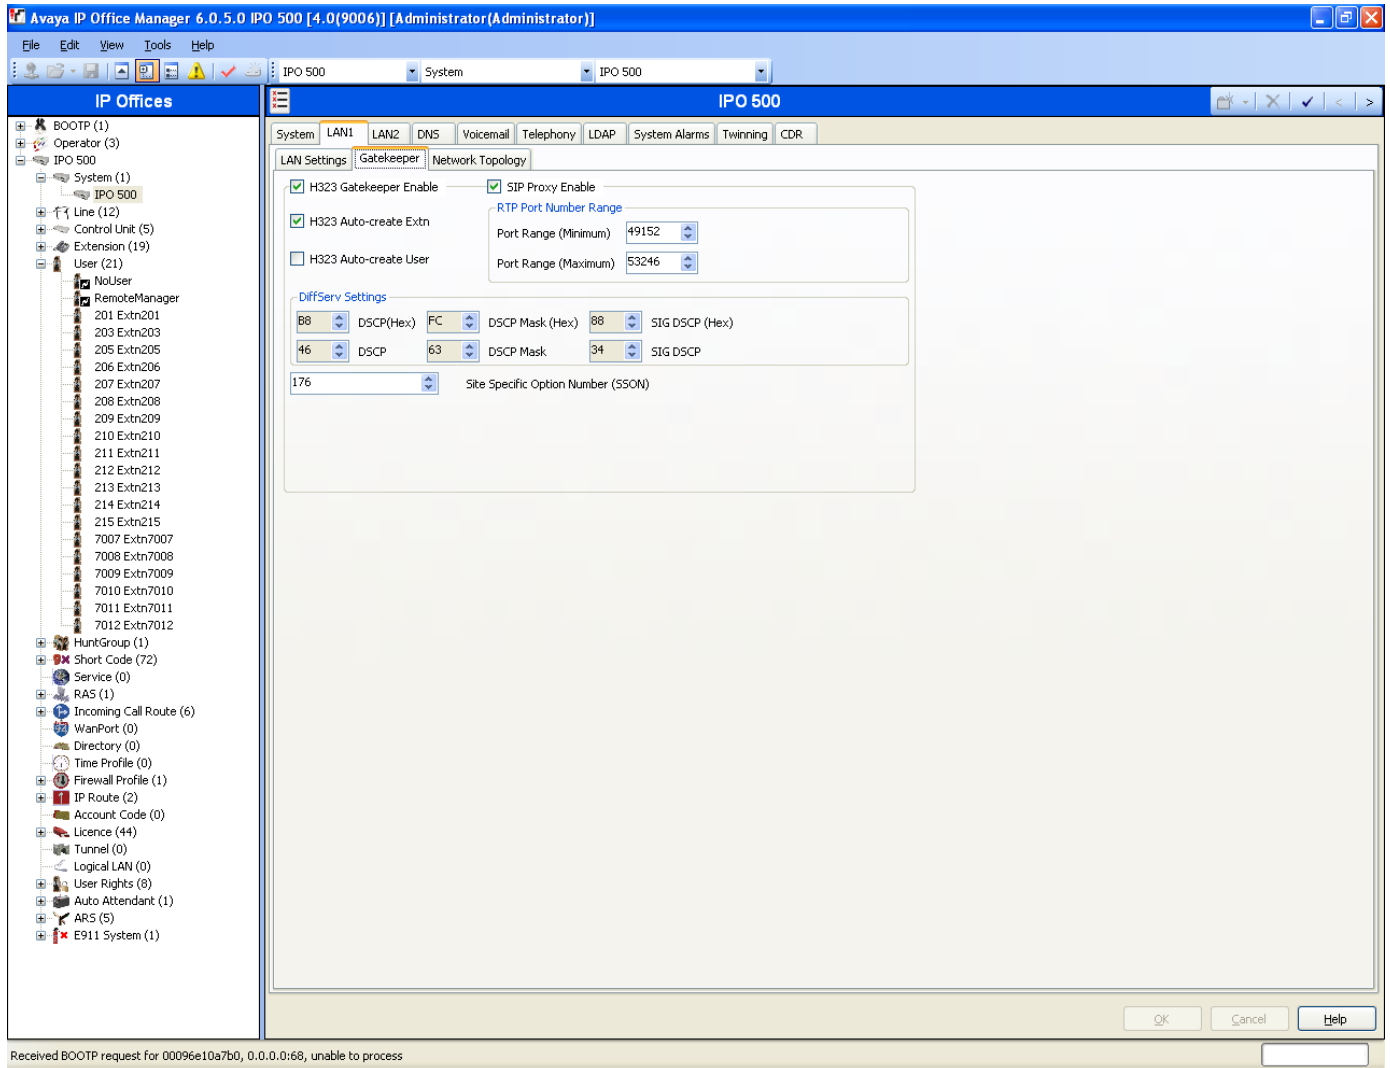 Avaya IP Office Manager 6.0.5.0 IPO 500 [4.0(9006)] [Administrator(Administrator)]
File Edit View Tools Help
IPO 500 System IPO 500
IP Offices
IPO 500
BOOTP (1)
Operator (3)
IPO 500
System (1)
IPO 500
Line (12)
Control Unit (5)
Extension (19)
User (21)
NoUser
RemoteManager
201 Extn201
203 Extn203
205 Extn205
206 Extn206
207 Extn207
208 Extn208
209 Extn209
210 Extn210
211 Extn211
212 Extn212
213 Extn213
214 Extn214
215 Extn215
7007 Extn7007
7008 Extn7008
7009 Extn7009
7010 Extn7010
7011 Extn7011
7012 Extn7012
HuntGroup (1)
Short Code (72)
Service (0)
RAS (1)
Incoming Call Route (6)
WanPort (0)
Directory (0)
Time Profile (0)
Firewall Profile (1)
IP Route (2)
Account Code (0)
Licence (44)
Tunnel (0)
Logical LAN (0)
User Rights (8)
Auto Attendant (1)
ARS (5)
E911 System (1)
System LAN1 LAN2 DNS Voicemail Telephony LDAP System Alarms Twinning CDR
LAN Settings Gatekeeper Network Topology
H323 Gatekeeper Enable SIP Proxy Enable
RTP Port Number Range
H323 Auto-create Extn
Port Range (Minimum) 49152
H323 Auto-create User
Port Range (Maximum) 53246
DiffServ Settings
B8 DSCP(Hex) FC DSCP Mask (Hex) 88 SIG DSCP (Hex)
46 DSCP 63 DSCP Mask 34 SIG DSCP
176 Site Specific Option Number (SSON)
OK Cancel Help
Received BOOTP request for 00096e10a7b0, 0.0.0.0:68, unable to process